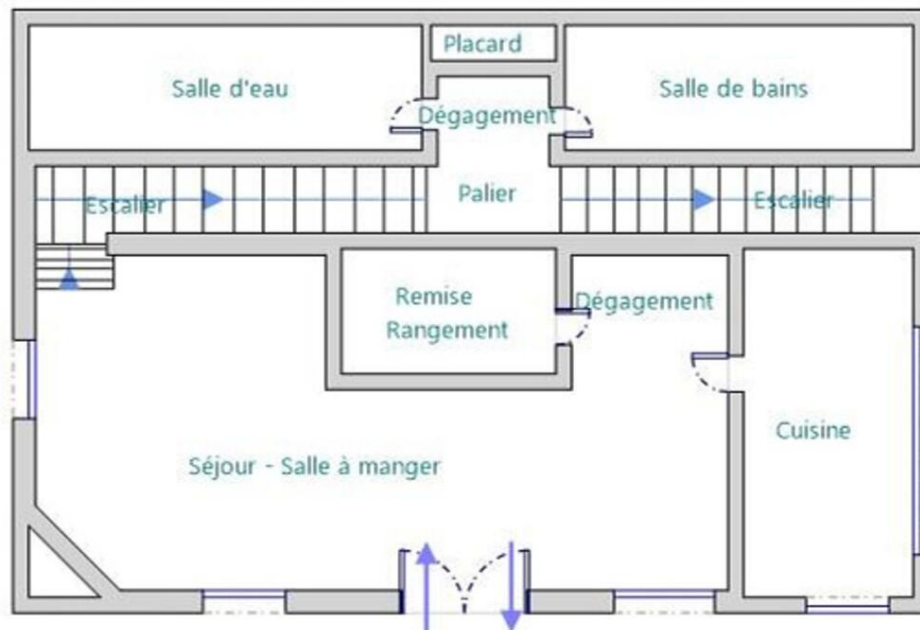 Placard
Salle d'eau
Salle de bains
Dégagement
Escalier
Palier
Escalier
Remise
Rangement
Dégagement
Cuisine
Séjour - Salle à manger